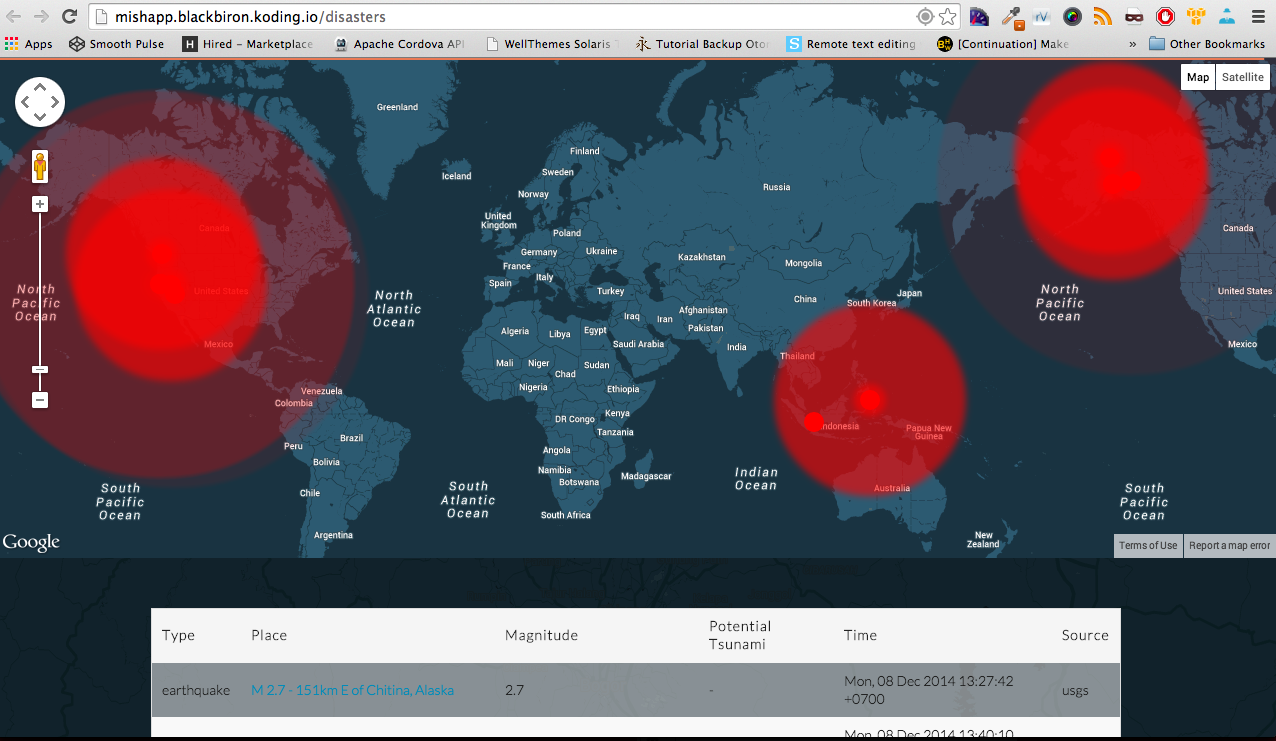 mishapp.blackbiron.koding.io/disasters
Apps
Smooth Pulse
H Hired - Marketplace
Apache Cordova API
WellThemes Solaris T
Tutorial Backup Otor
S Remote text editing
BHW [Continuation] Make
»
Other Bookmarks
rV
Map
Satellite
Greenland
Finland
Iceland
Sweden
Russia
Norway
United
Kingdom
Canada
Canada
Poland
Germany
Ukraine
Kazakhstan
Mongolia
France
Italy
Spain
Turkey
United States
United States
North
Pacific
Ocean
North
Atlantic
Ocean
North
Pacific
Ocean
Japan
China
South Korea
Afghanistan
Iraq
Iran
Pakistan
Algeria
Libya
Egypt
Saudi Arabia
India
Mexico
Mexico
Thailand
Mali
Niger
Chad
Sudan
Nigeria
Ethiopia
Venezuela
Colombia
DR Congo
Kenya
Tanzania
Indonesia
Papua New
Guinea
Brazil
Peru
Bolivia
Angola
Namibia
Botswana
Madagascar
Indian
Ocean
South
Pacific
Ocean
South
Atlantic
Ocean
Chile
Australia
South
Pacific
Ocean
South Africa
Argentina
New
Zealand
Google
Terms of Use
Report a map error
Type
Place
Magnitude
Potential
Tsunami
Time
Source
earthquake
M 2.7 - 151km E of Chitina, Alaska
2.7
-
Mon, 08 Dec 2014 13:27:42
+0700
usgs
Mon, 08 Dec 2014 13:40:10